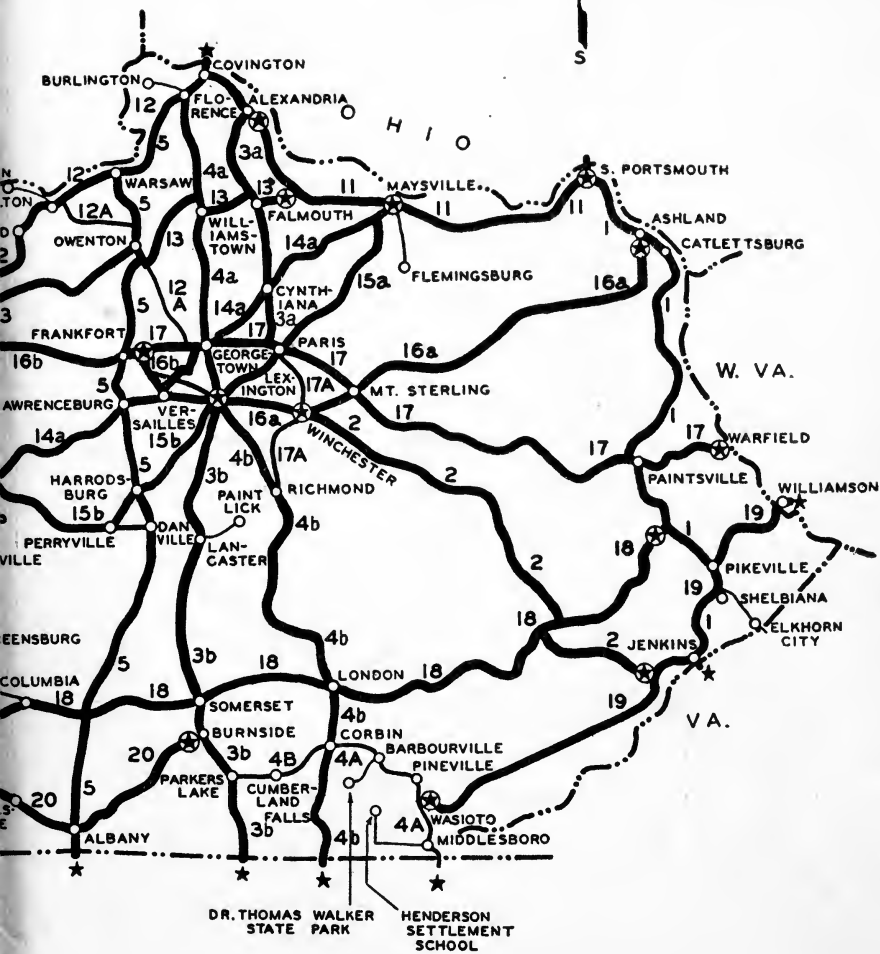 S
COVINGTON
BURLINGTON
12
FLO-
RENCE
ALEXANDRIA
O H I O
5
3a
4a
12
WARSAW
13
13
11
MAYSVILLE
S. PORTSMOUTH
N
LTON
12A
5
WILL-
IAMS-
TOWN
FALMOUTH
11
11
1
ASHLAND
CATLETTSBURG
D
2
OWENTON
13
14a
15a
FLEMINGSBURG
16a
12
A
4a
14a
CYNTH-
IANA
3a
1
3
5
FRANKFORT
17
17
PARIS
17
16a
16b
16b
GEORGE-
TOWN
LEX-
INGTON
17A
MT. STERLING
W. VA.
5
AWRENCEBURG
VER-
SAILLES
16a
WINCHESTER
2
17
1
14a
15b
4b
17A
2
17
17
WARFIELD
PAINTSVILLE
HARRODS-
BURG
5
3b
PAINT
LICK
RICHMOND
WILLIAMSON
15b
4b
19
PERRYVILLE
DAN
VILLE
LAN-
CASTER
2
18
1
VILLE
PIKEVILLE
19
SHELBIANA
18
1
ELKHORN
CITY
EENSBURG
4b
2
JENKINS
5
3b
18
LONDON
18
COLUMBIA
18
18
SOMERSET
19
VA.
4b
BURNSIDE
CORBIN
20
3b
4B
4A
BARBOURVILLE
PINEVILLE
5
PARKERS
LAKE
CUMBER-
LAND
FALLS
20
WASIOTO
4A
3b
4b
MIDDLESBORO
ALBANY
DR. THOMAS WALKER
STATE PARK
HENDERSON
SETTLEMENT
SCHOOL